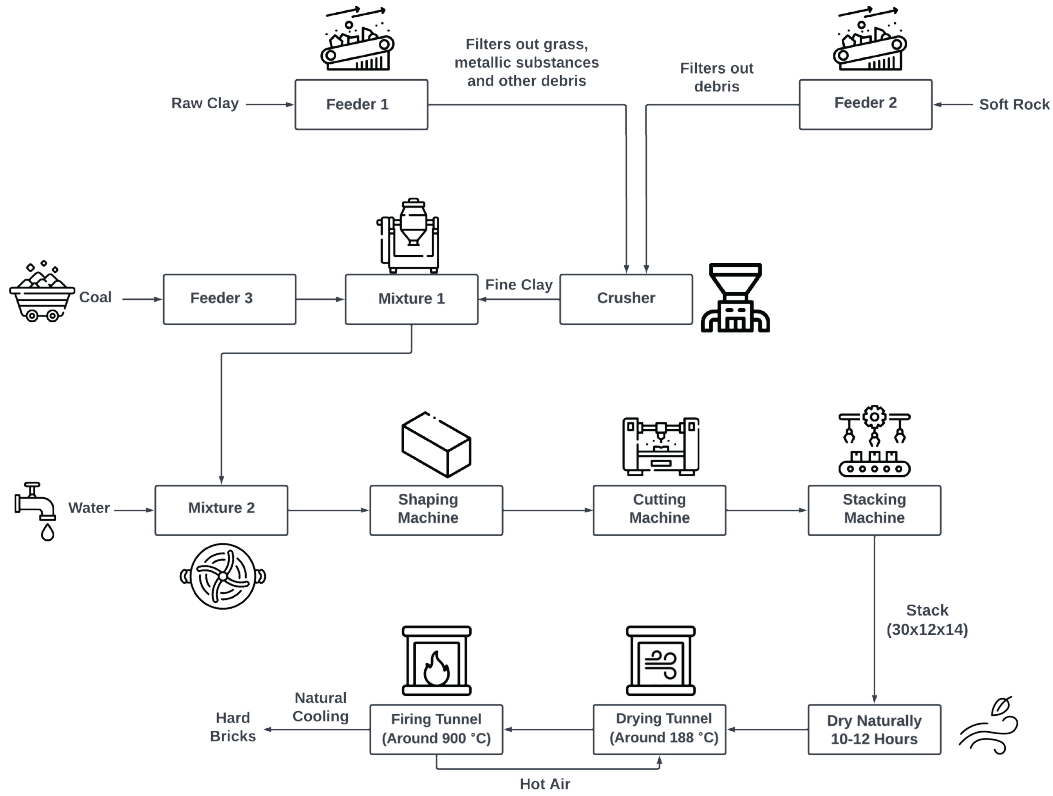 Filters out grass,
metallic substances
and other debris
Filters out
debris
Raw Clay
Feeder 1
Feeder 2
Soft Rock
Coal
Feeder 3
Mixture 1
Fine Clay
Crusher
Water
Mixture 2
Shaping
Machine
Cutting
Machine
Stacking
Machine
Stack
(30x12x14)
Hard
Bricks
Natural
Cooling
Firing Tunnel
(Around 900 °C)
Drying Tunnel
(Around 188 °C)
Dry Naturally
10-12 Hours
Hot Air